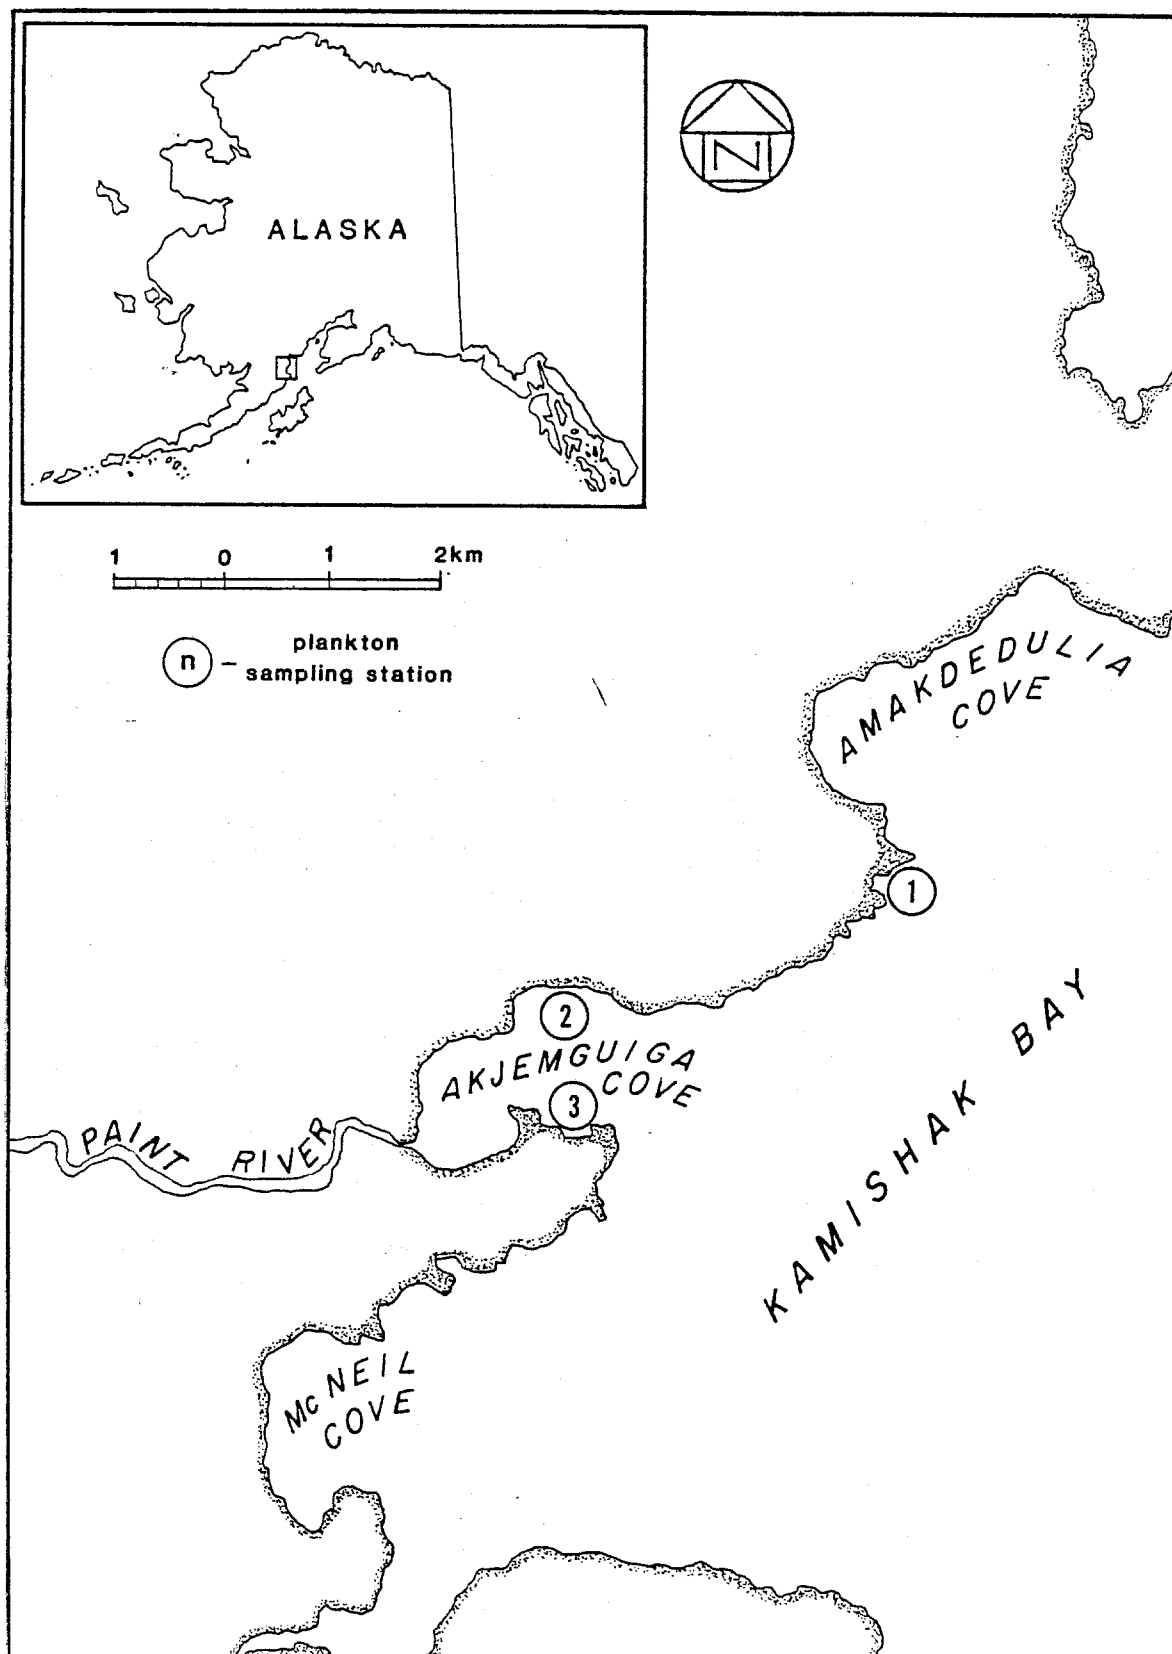 ALASKA
N
1 0 1 2km
n - plankton
sampling station
AMAKDEDULIA
COVE
1
2
AKJEMGUIGA
COVE
3
PAINT RIVER
KAMISHAK BAY
McNEIL
COVE